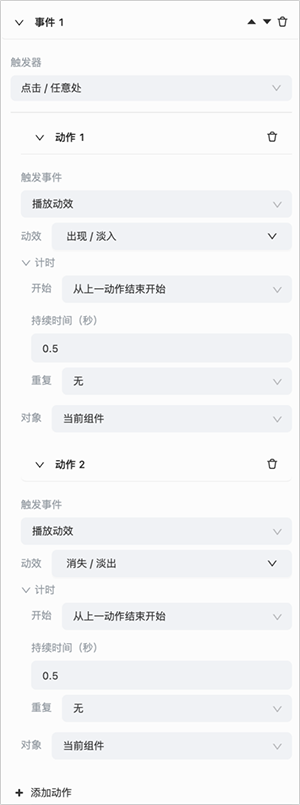 事件 1
触发器
点击 / 任意处
动作 1
触发事件
播放动效
动效 出现 / 淡入
计时
开始 从上一动作结束开始
持续时间（秒）
0.5
重复 无
对象 当前组件
动作 2
触发事件
播放动效
动效 消失 / 淡出
计时
开始 从上一动作结束开始
持续时间（秒）
0.5
重复 无
对象 当前组件
添加动作